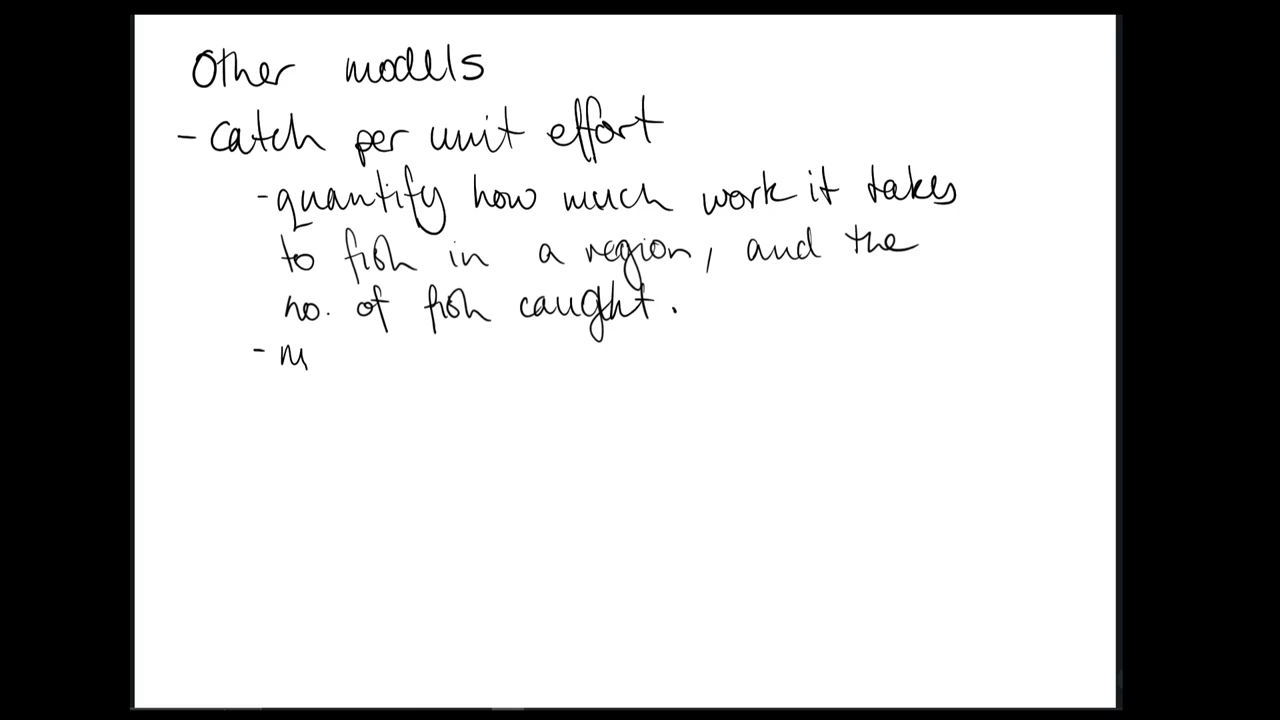 Other models
- catch per unit effort
- quantify how much work it takes
to fish in a region, and the
no. of fish caught.
- m